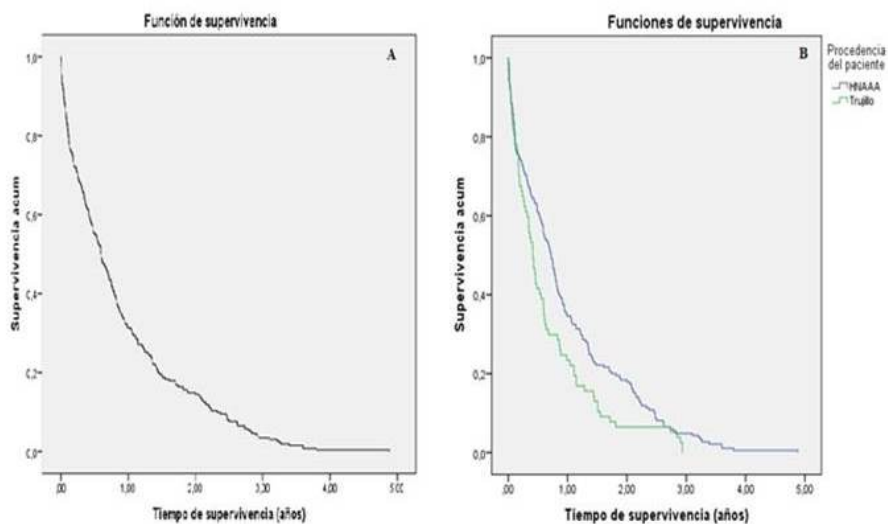 Función de supervivencia
A
1,0
0,8
0,6
0,4
0,2
0,0
Supervivencia acum
,00 1,00 2,00 3,00 4,00 5,00
Tiempo de supervivencia (años)
Funciones de supervivencia
B
1,0
0,8
0,6
0,4
0,2
0,0
Supervivencia acum
,00 1,00 2,00 3,00 4,00 5,00
Tiempo de supervivencia (años)
Procedencia
del paciente
HNAAA
Trujillo